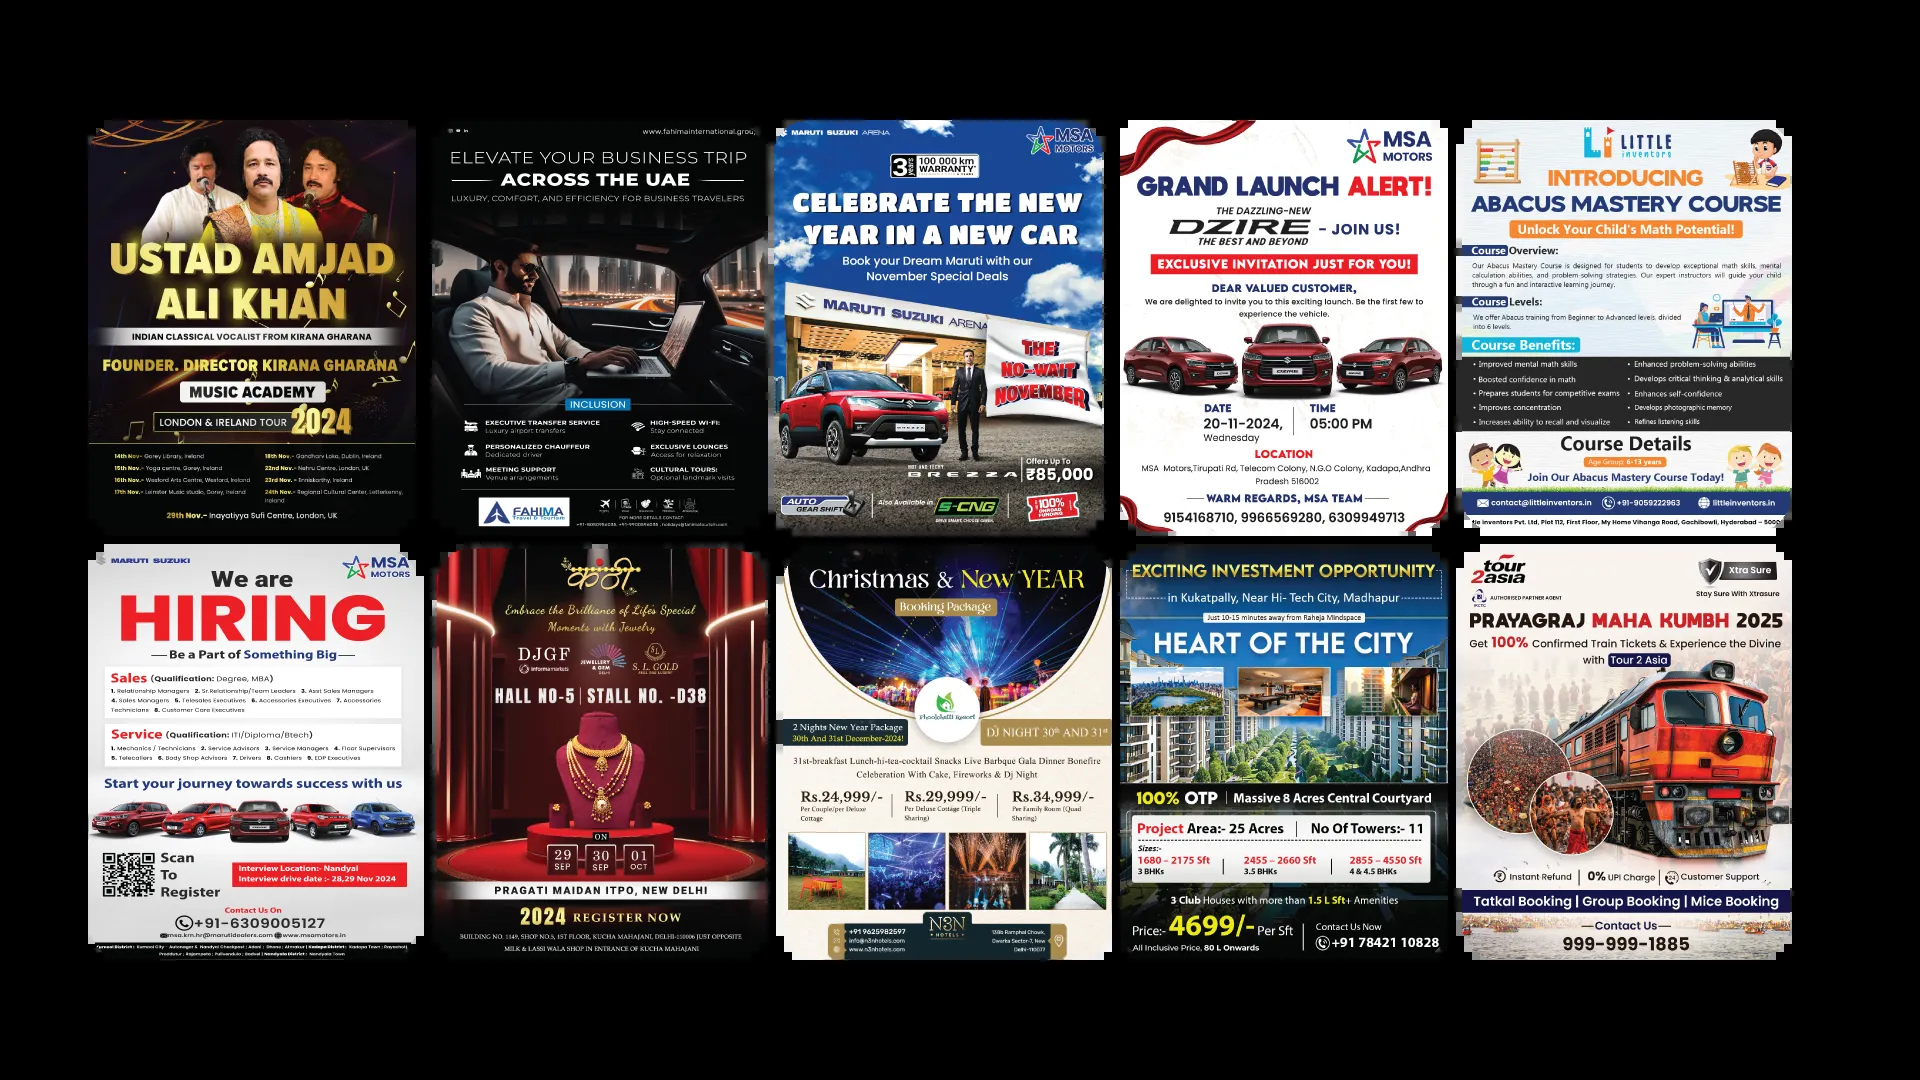 USTAD AMJAD
ALI KHAN
INDIAN CLASSICAL VOCALIST FROM KIRANA GHARANA
FOUNDER. DIRECTOR KIRANA GHARANA
MUSIC ACADEMY
LONDON & IRELAND TOUR 2024
14th Nov- Gorey Library, Ireland
15th Nov.- Yoga centre, Gorey, Ireland
16th Nov.- Wexford Arts Centre, Wexford, Ireland
17th Nov.- Leinster Music studio, Gorey, Ireland
18th Nov.- Gandharv Loka, Dublin, Ireland
22nd Nov.- Nehru Centre, London, UK
23rd Nov.- Enniskorthy, Ireland
24th Nov.- Regional Cultural Center, Letterkenny,
Ireland
29th Nov.- Inayatiyya Sufi Centre, London, UK
www.fahimainternational.group
ELEVATE YOUR BUSINESS TRIP
ACROSS THE UAE
LUXURY, COMFORT, AND EFFICIENCY FOR BUSINESS TRAVELERS
INCLUSION
EXECUTIVE TRANSFER SERVICE
Luxury airport transfers
PERSONALIZED CHAUFFEUR
Dedicated driver
MEETING SUPPORT
Venue arrangements
HIGH-SPEED WI-FI:
Stay connected
EXCLUSIVE LOUNGES
Access for relaxation
CULTURAL TOURS:
Optional landmark visits
FAHIMA
Travel & Tourism
FOR MORE DETAILS CONTACT:
MARUTI SUZUKI ARENA
MSA
MOTORS
3 years
100 000 km
WARRANTY*
CELEBRATE THE NEW
YEAR IN A NEW CAR
Book your Dream Maruti with our
November Special Deals
MARUTI SUZUKI ARENA
THE
NO-WAIT
NOVEMBER
HOT AND TECHY
BREZZA
Offers Up To
₹85,000
AUTO
GEAR SHIFT
Also Available in
S-CNG
100%
ONROAD
FUNDING
MSA
MOTORS
GRAND LAUNCH ALERT!
THE DAZZLING-NEW
DZIRE
THE BEST AND BEYOND
- JOIN US!
EXCLUSIVE INVITATION JUST FOR YOU!
DEAR VALUED CUSTOMER,
We are delighted to invite you to this exciting launch. Be the first few to
experience the vehicle.
DATE
20-11-2024,
Wednesday
TIME
05:00 PM
LOCATION
MSA Motors,Tirupati Rd, Telecom Colony, N.G.O Colony, Kadapa,Andhra
Pradesh 516002
WARM REGARDS, MSA TEAM
9154168710, 9966569280, 6309949713
LITTLE
inventors
INTRODUCING
ABACUS MASTERY COURSE
Unlock Your Child's Math Potential!
Course Overview:
Our Abacus Mastery Course is designed for students to develop exceptional math skills, mental
calculation abilities, and problem-solving strategies. Our expert instructors will guide your child
through a fun and interactive learning journey.
Course Levels:
We offer Abacus training from Beginner to Advanced levels, divided
into 6 levels.
Course Benefits:
• Improved mental math skills
• Boosted confidence in math
• Prepares students for competitive exams
• Improves concentration
• Increases ability to recall and visualize
• Enhanced problem-solving abilities
• Develops critical thinking & analytical skills
• Enhances self-confidence
• Develops photographic memory
• Refines listening skills
Course Details
Age Group: 6-13 years
Join Our Abacus Mastery Course Today!
contact@littleinventors.in +91-9059222963 littleinventors.in
tle Inventors Pvt. Ltd, Plot 112, First Floor, My Home Vihanga Road, Gachibowli, Hyderabad – 5000
MARUTI SUZUKI
MSA
MOTORS
We are
HIRING
Be a Part of Something Big
Sales (Qualification: Degree, MBA)
1. Relationship Managers 2. Sr.Relationship/Team Leaders 3. Asst Sales Managers
4. Sales Managers 5. Telesales Executives 6. Accessories Executives 7. Accessories
Technicians 8. Customer Care Executives
Service (Qualification: ITI/Diploma/Btech)
1. Mechanics / Technicians 2. Service Advisors 3. Service Managers 4. Floor Supervisors
5. Telecallers 6. Body Shop Advisors 7. Drivers 8. Cashiers 9. EDP Executives
Start your journey towards success with us
Scan
To
Register
Interview Location:- Nandyal
Interview drive date :- 28,29 Nov 2024
Contact Us On
+91-6309005127
msa.km.hr@marutidealers.com www.msamotors.in
कर्णी
Embrace the Brilliance of Life's Special
Moments with Jewelry
DJGF
informamarkets
JEWELLERY
& GEM
DELHI
S. L. GOLD
HALL NO-5 | STALL NO. -D38
ON
29 SEP
30 SEP
01 OCT
PRAGATI MAIDAN ITPO, NEW DELHI
2024 REGISTER NOW
BUILDING NO. 1149, SHOP NO.5, 1ST FLOOR, KUCHA MAHAJANI, DELHI-110006 JUST OPPOSITE
MILK & LASSI WALA SHOP IN ENTRANCE OF KUCHA MAHAJANI
Christmas & New YEAR
Booking Package
Phoolchatti Resort
2 Nights New Year Package
30th And 31st December-2024!
DJ NIGHT 30th AND 31st
31st-breakfast Lunch-hi-tea-cocktail Snacks Live Barbque Gala Dinner Bonefire
Celeberation With Cake, Fireworks & Dj Night
Rs.24,999/-
Per Couple/per Deluxe
Cottage
Rs.29,999/-
Per Deluxe Cottage (Triple
Sharing)
Rs.34,999/-
Per Family Room (Quad
Sharing)
+91 9625982597
info@n3nhotels.com
www.n3nhotels.com
N3N
HOTELS
138b Ramphal Chowk,
Dwarka Sector-7, New
Delhi-110077
EXCITING INVESTMENT OPPORTUNITY
in Kukatpally, Near Hi- Tech City, Madhapur
Just 10-15 minutes away from Raheja Mindspace
HEART OF THE CITY
100% OTP | Massive 8 Acres Central Courtyard
Project Area:- 25 Acres | No Of Towers:- 11
Sizes:-
1680 – 2175 Sft
3 BHKs
2455 – 2660 Sft
3.5 BHKs
2855 – 4550 Sft
4 & 4.5 BHKs
3 Club Houses with more than 1.5 L Sft+ Amenities
Price:- 4699/- Per Sft
All Inclusive Price, 80 L Onwards
Contact Us Now
+91 78421 10828
tour
2asia
IRCTC
AUTHORISED PARTNER AGENT
Xtra Sure
Stay Sure With Xtrasure
PRAYAGRAJ MAHA KUMBH 2025
Get 100% Confirmed Train Tickets & Experience the Divine
with Tour 2 Asia
Instant Refund | 0% UPI Charge | Customer Support
Tatkal Booking | Group Booking | Mice Booking
Contact Us
999-999-1885